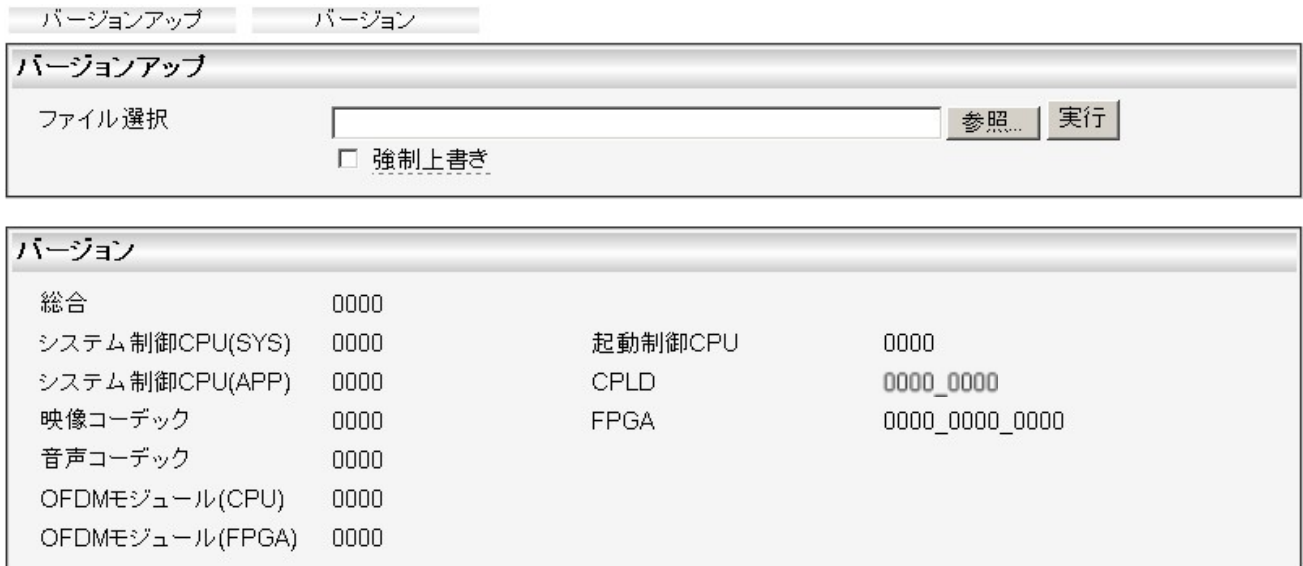 バージョンアップ バージョン
バージョンアップ
ファイル選択 参照... 実行
強制上書き
バージョン
総合 0000
システム制御CPU(SYS) 0000 起動制御CPU 0000
システム制御CPU(APP) 0000 CPLD 0000_0000
映像コーデック 0000 FPGA 0000_0000_0000
音声コーデック 0000
OFDMモジュール(CPU) 0000
OFDMモジュール(FPGA) 0000